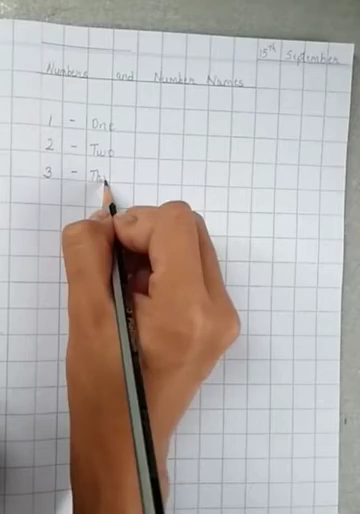 15th September
Numbers and Number Names
1 - One
2 - Two
3 - Th